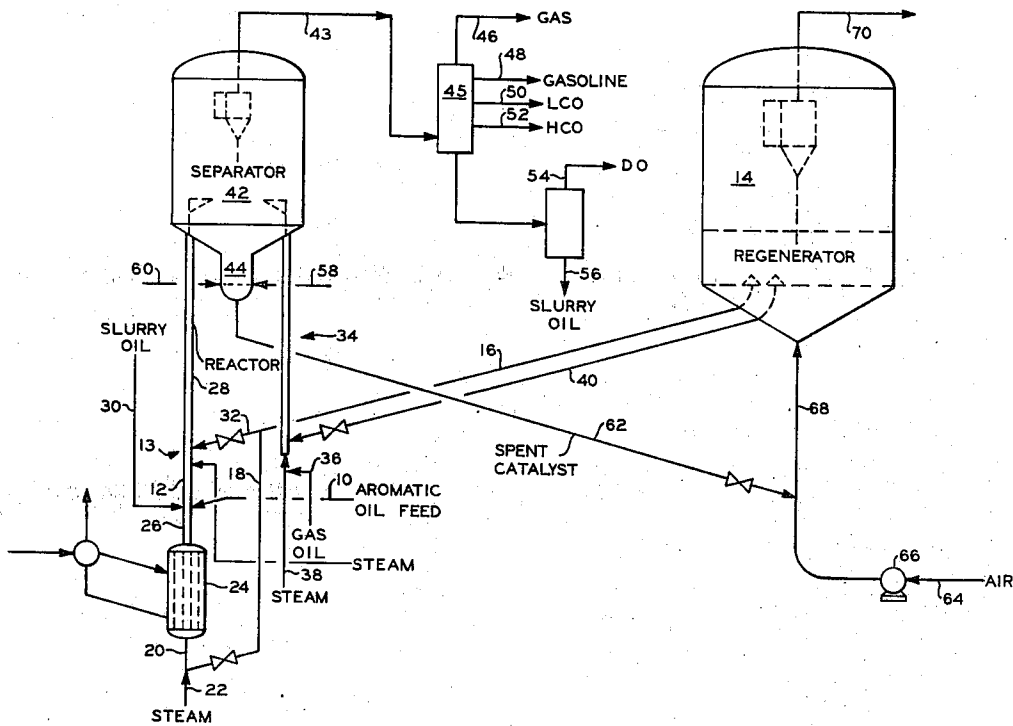 43
46
GAS
70
48
GASOLINE
45
50
LCO
52
HCO
SEPARATOR
42
54
DO
14
REGENERATOR
44
60
58
56
SLURRY
OIL
SLURRY
OIL
34
REACTOR
16
28
40
30
32
62
68
13
SPENT
CATALYST
36
18
10
12
AROMATIC
OIL FEED
26
GAS
OIL
66
24
STEAM
38
AIR
STEAM
64
20
22
STEAM